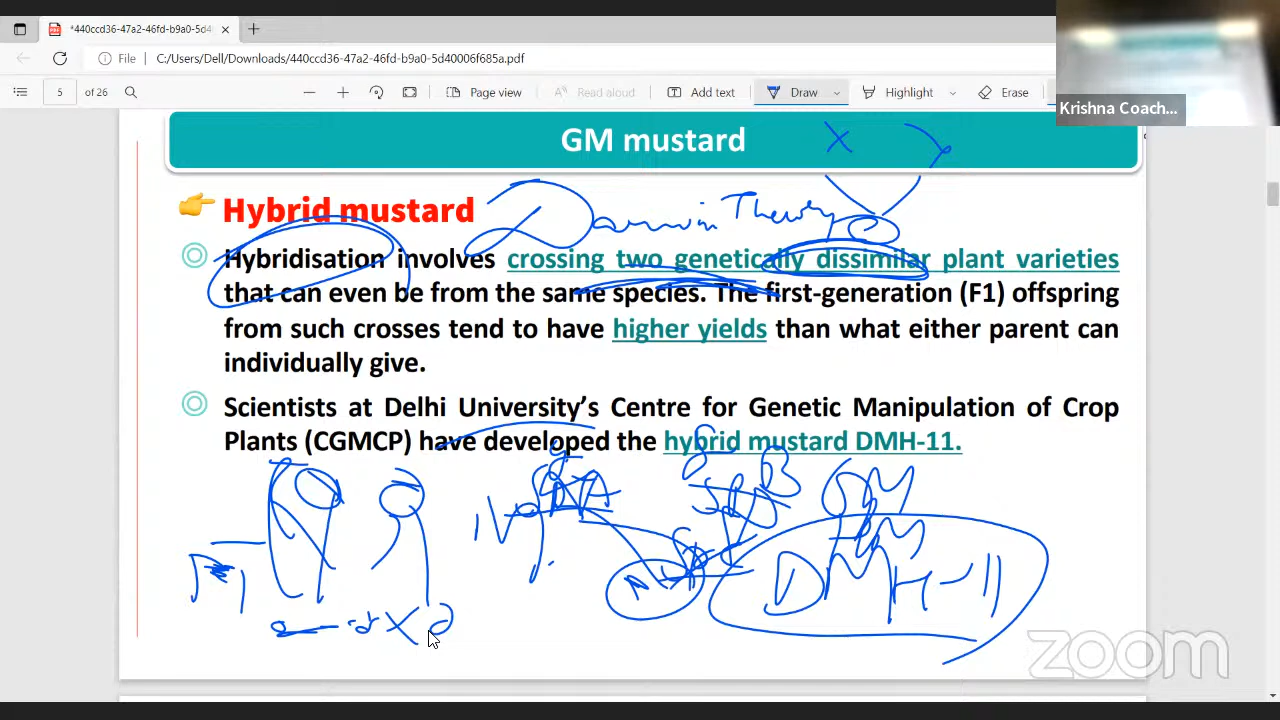 *440ccd36-47a2-46fd-b9a0-5d4
File C:/Users/Dell/Downloads/440ccd36-47a2-46fd-b9a0-5d40006f685a.pdf
5 of 26 Page view Read aloud Add text Draw Highlight Erase
Krishna Coach...
GM mustard
Hybrid mustard
Darwin Theory
Hybridisation involves crossing two genetically dissimilar plant varieties
that can even be from the same species. The first-generation (F1) offspring
from such crosses tend to have higher yields than what either parent can
individually give.
Scientists at Delhi University's Centre for Genetic Manipulation of Crop
Plants (CGMCP) have developed the hybrid mustard DMH-11.
DMH-11
zoom